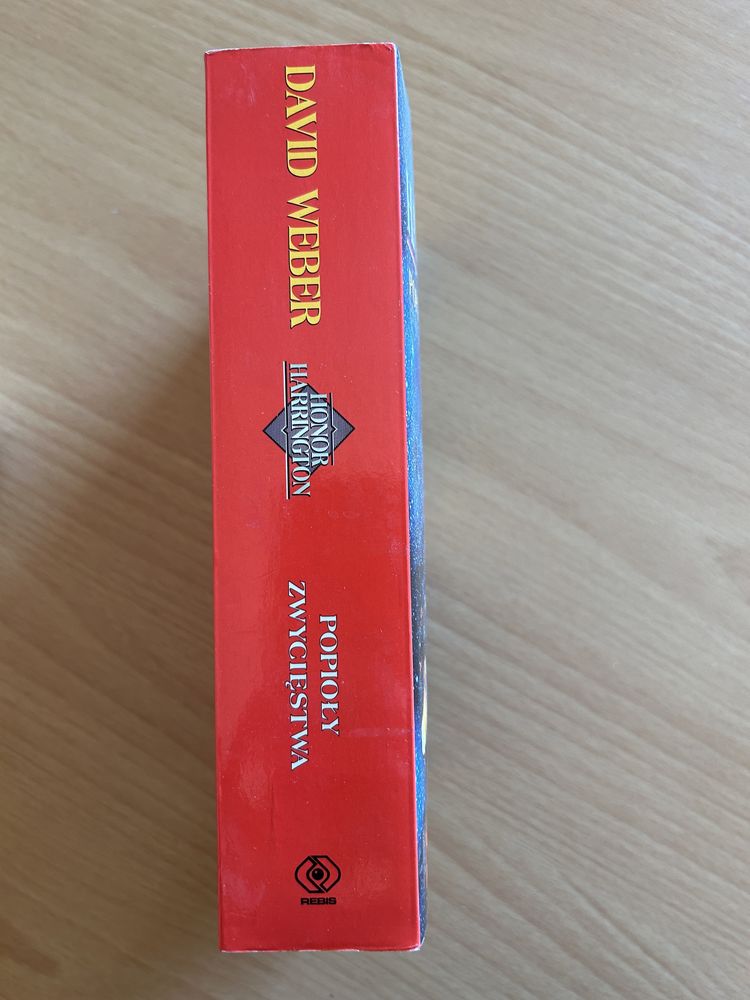 DAVID WEBER
HONOR
HARRINGTON
POPIOŁY
ZWYCIĘSTWA
REBIS